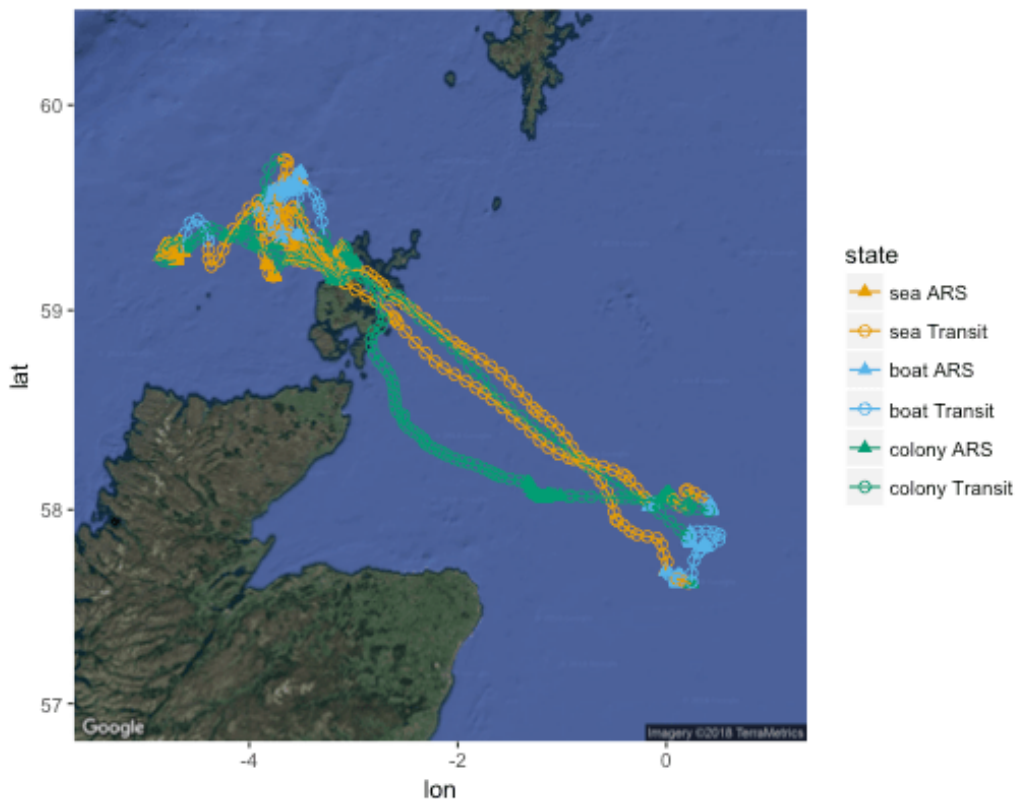 60
59
58
57
lat
-4
-2
0
lon
Google
Imagery ©2018 TerraMetrics
state
sea ARS
sea Transit
boat ARS
boat Transit
colony ARS
colony Transit